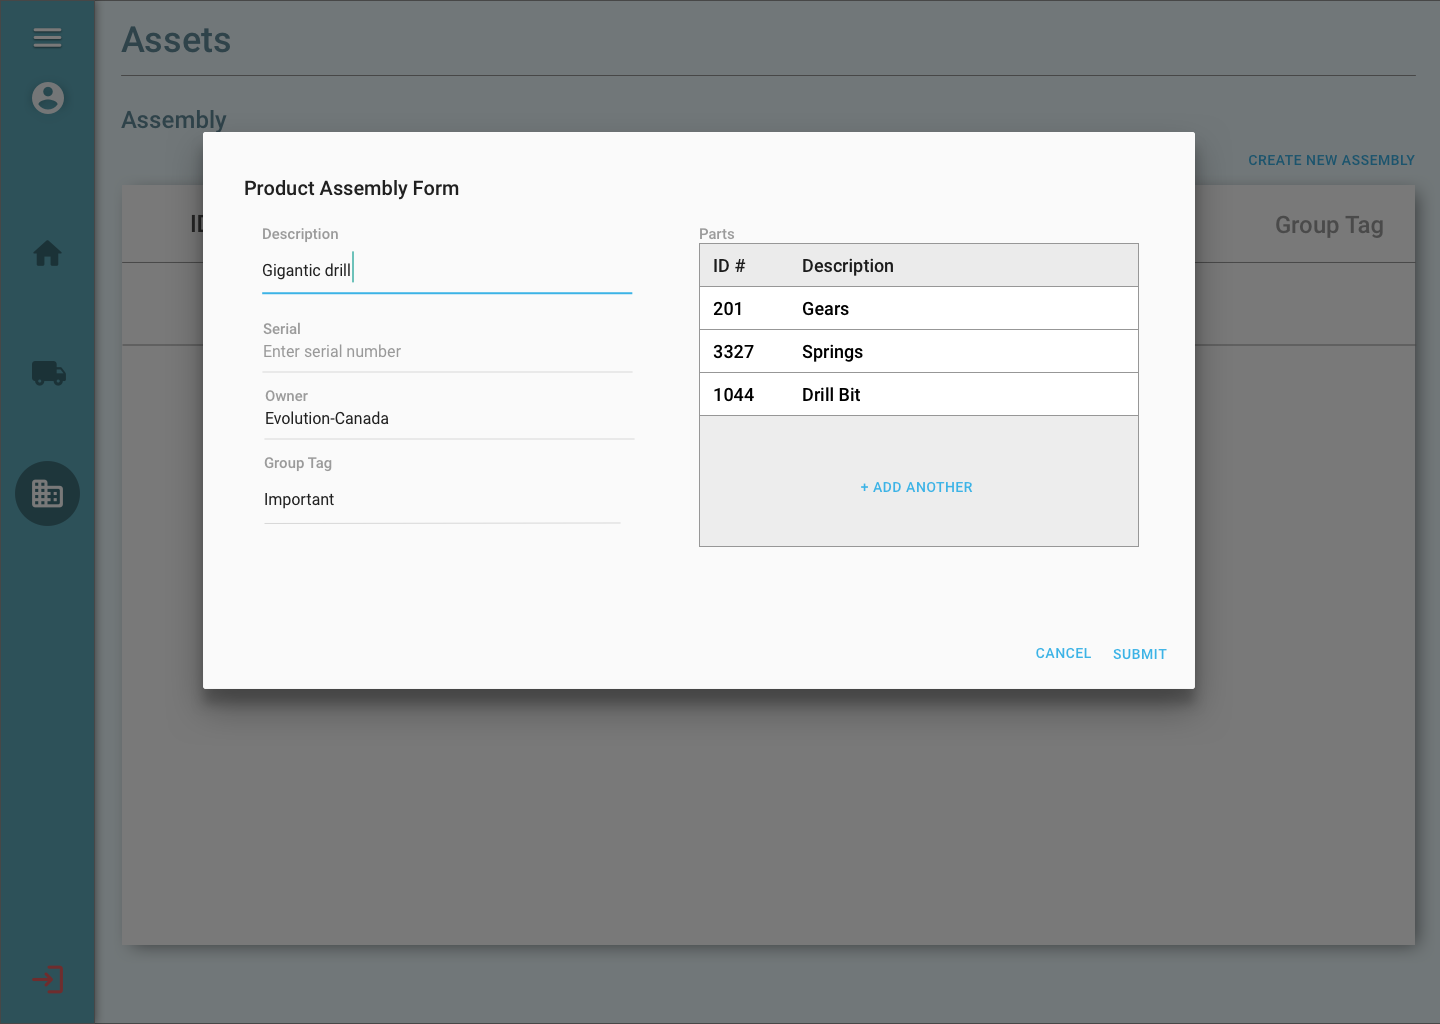 Assets
Assembly
CREATE NEW ASSEMBLY
Group Tag
Product Assembly Form
Description
Gigantic drill
Serial
Enter serial number
Owner
Evolution-Canada
Group Tag
Important
Parts
ID # Description
201 Gears
3327 Springs
1044 Drill Bit
+ ADD ANOTHER
CANCEL SUBMIT